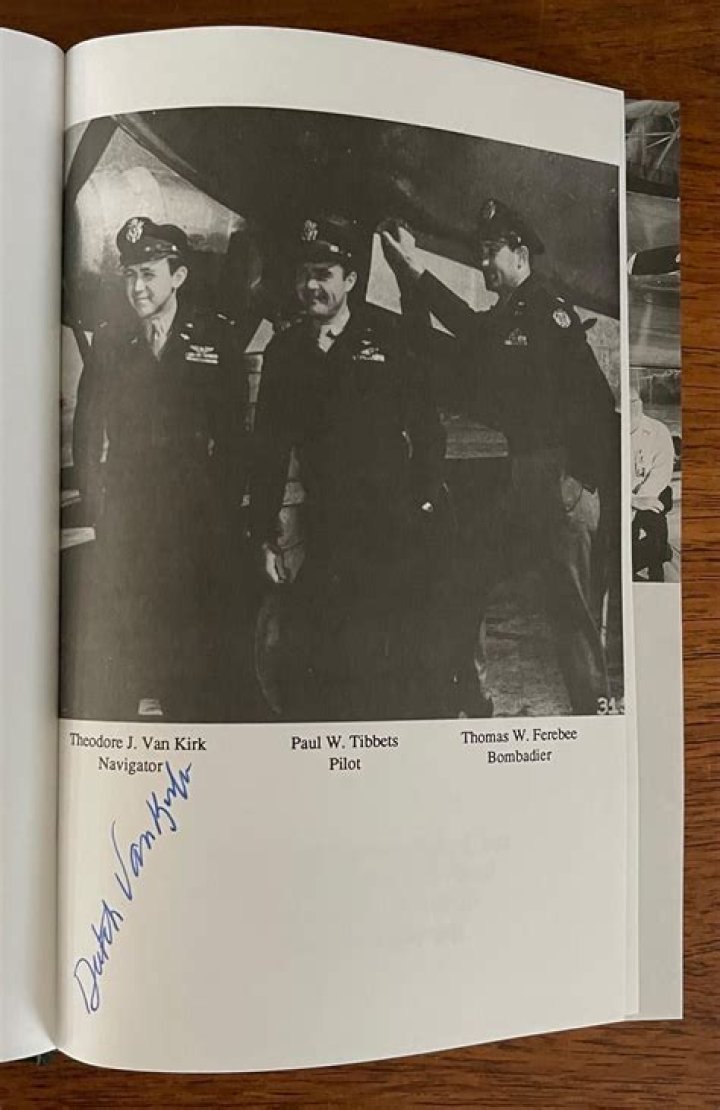 31
Theodore J. Van Kirk
Navigator
Paul W. Tibbets
Pilot
Thomas W. Ferebee
Bombadier
Dutch Van Kirk